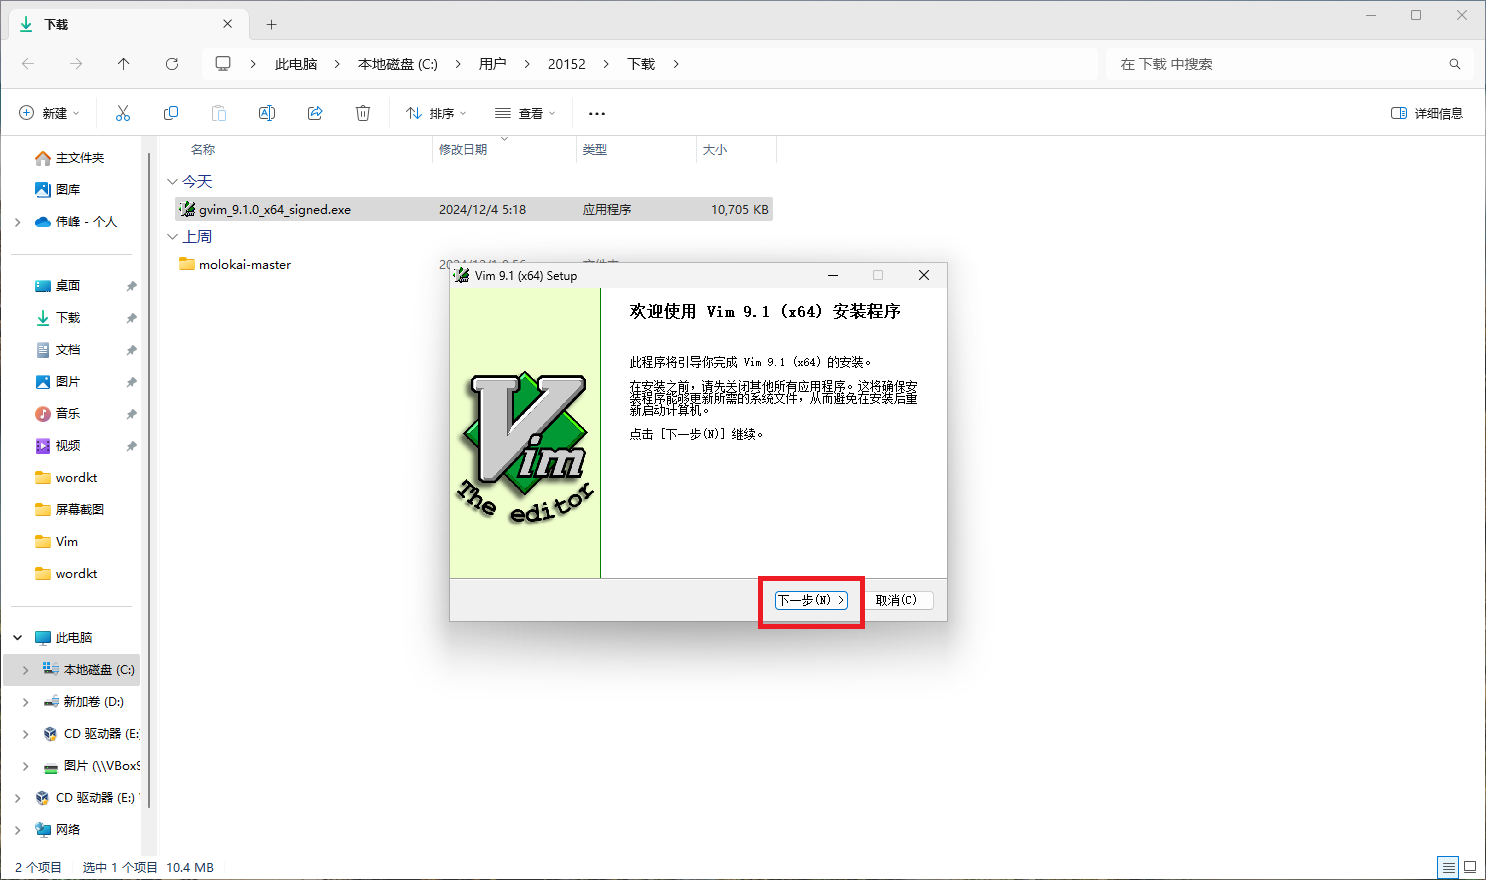 下载
此电脑 本地磁盘 (C:) 用户 20152 下载
在 下载 中搜索
新建 排序 查看 详细信息
主文件夹
图库
伟峰 - 个人
桌面
下载
文档
图片
音乐
视频
wordkt
屏幕截图
Vim
wordkt
此电脑
本地磁盘 (C:)
新加卷 (D:)
CD 驱动器 (E:
图片 (\\VBoxS
CD 驱动器 (E:)
网络
名称 修改日期 类型 大小
今天
gvim_9.1.0_x64_signed.exe 2024/12/4 5:18 应用程序 10,705 KB
上周
molokai-master
Vim 9.1 (x64) Setup
欢迎使用 Vim 9.1 (x64) 安装程序
此程序将引导你完成 Vim 9.1 (x64) 的安装。
在安装之前，请先关闭其他所有应用程序。这将确保安
装程序能够更新所需的系统文件，从而避免在安装后重
新启动计算机。
点击 [下一步(N)] 继续。
Vim
The editor
下一步(N) > 取消(C)
2 个项目 选中 1 个项目 10.4 MB